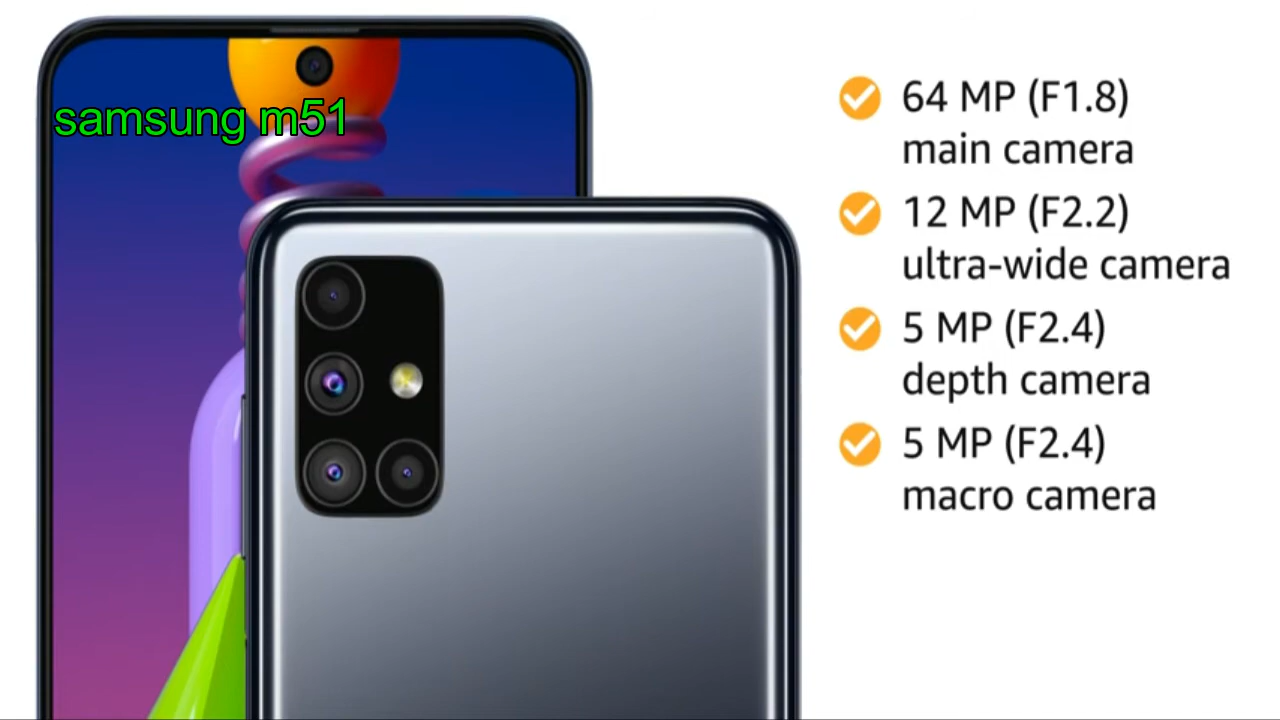 samsung m51
64 MP (F1.8)
main camera
12 MP (F2.2)
ultra-wide camera
5 MP (F2.4)
depth camera
5 MP (F2.4)
macro camera